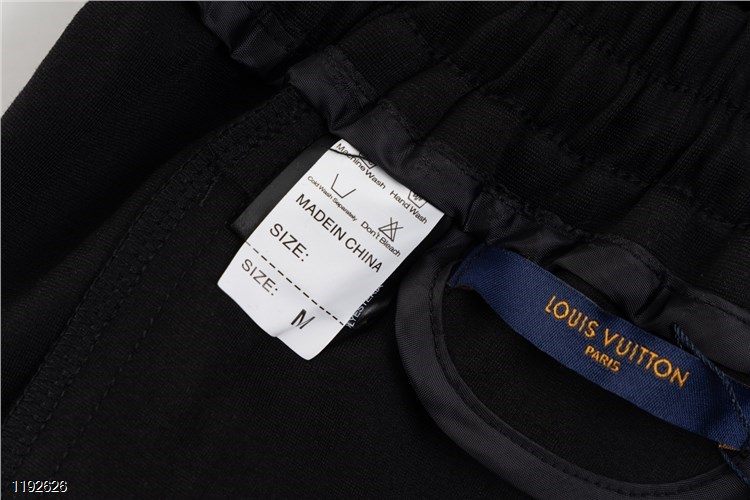 Machine Wash
Hand Wash
Cold Wash Separately
Don't Bleach
MADEIN CHINA
SIZE:
SIZE:
M
LOUIS VUITTON
PARIS
1192626